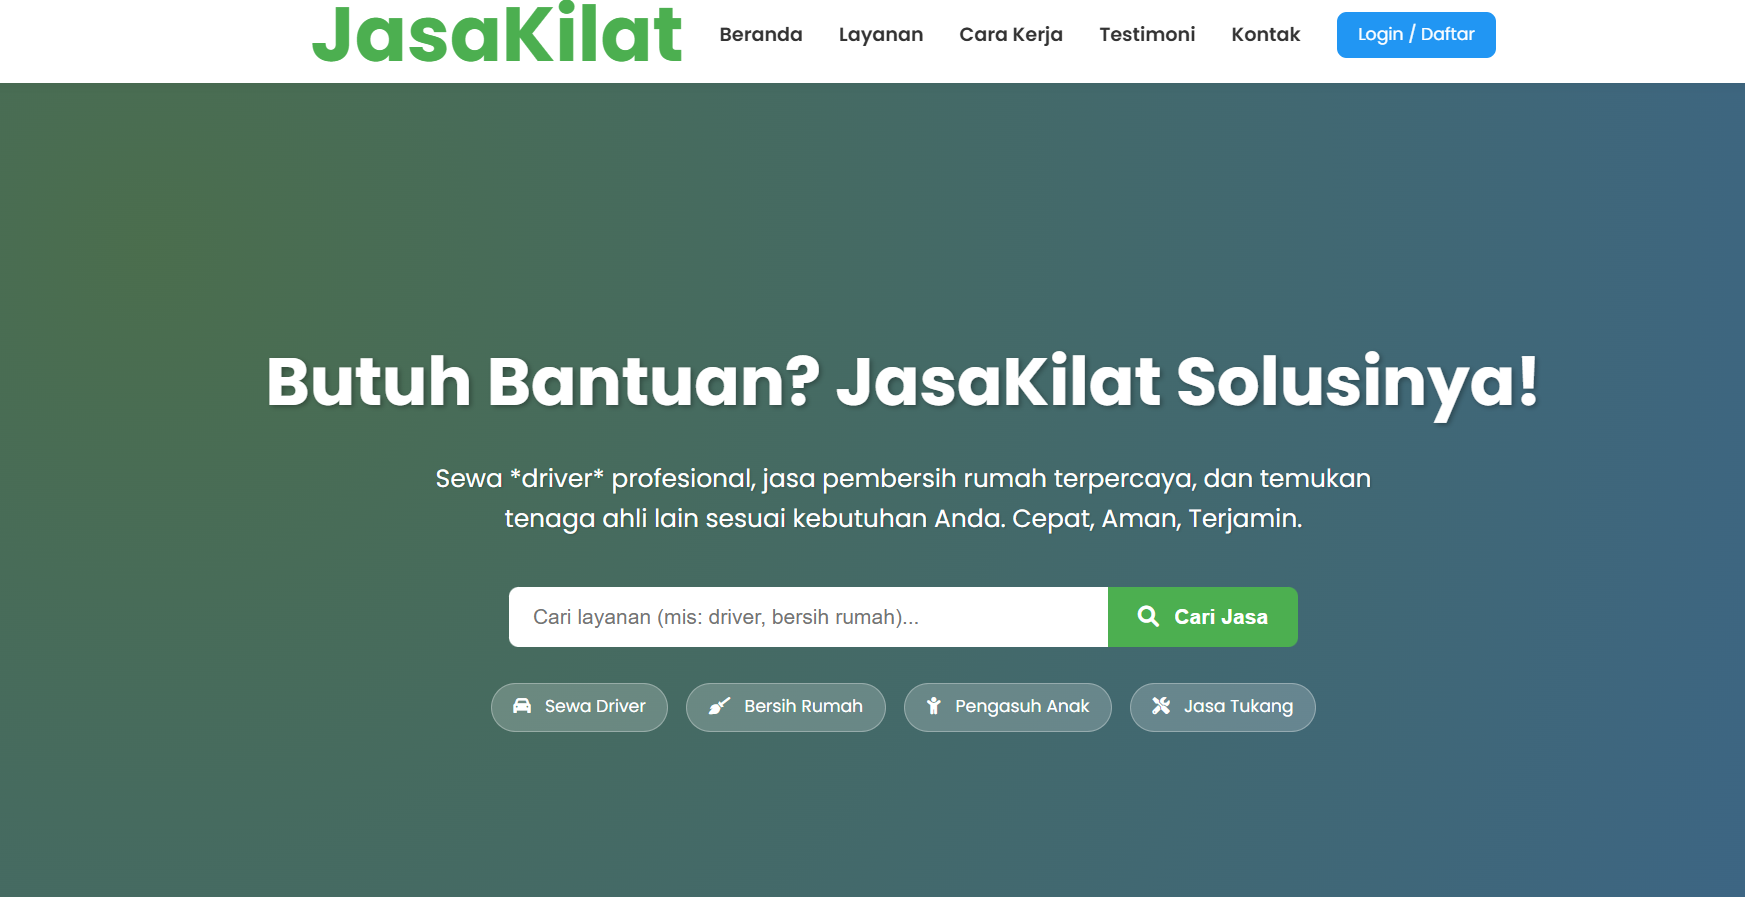 JasaKilat
Beranda
Layanan
Cara Kerja
Testimoni
Kontak
Login / Daftar
Butuh Bantuan? JasaKilat Solusinya!
Sewa *driver* profesional, jasa pembersih rumah terpercaya, dan temukan
tenaga ahli lain sesuai kebutuhan Anda. Cepat, Aman, Terjamin.
Cari layanan (mis: driver, bersih rumah)...
Cari Jasa
Sewa Driver
Bersih Rumah
Pengasuh Anak
Jasa Tukang